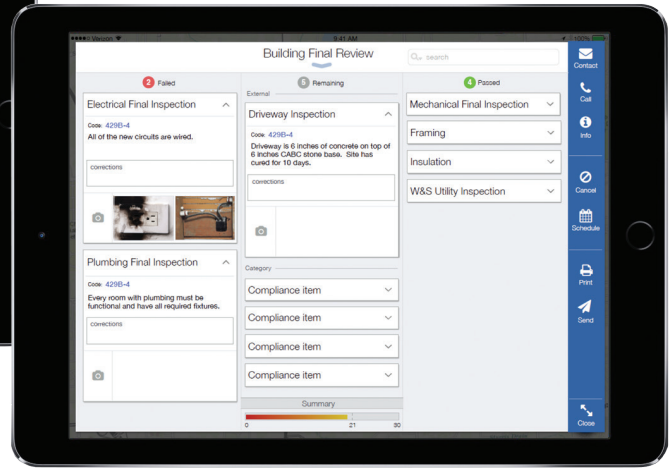 Verizon
9:41 AM
100%
Building Final Review
search
2 Failed
5 Remaining
4 Passed
Electrical Final Inspection
Code: 429B-4
All of the new circuits are wired.
corrections
Plumbing Final Inspection
Code: 429B-4
Every room with plumbing must be
functional and have all required fixtures.
corrections
External
Driveway Inspection
Code: 429B-4
Driveway is 6 inches of concrete on top of
6 inches CABC stone base. Site has
cured for 10 days.
corrections
Category
Compliance item
Compliance item
Compliance item
Compliance item
Summary
0 21 30
Mechanical Final Inspection
Framing
Insulation
W&S Utility Inspection
Contact
Call
Info
Cancel
Schedule
Print
Send
Close